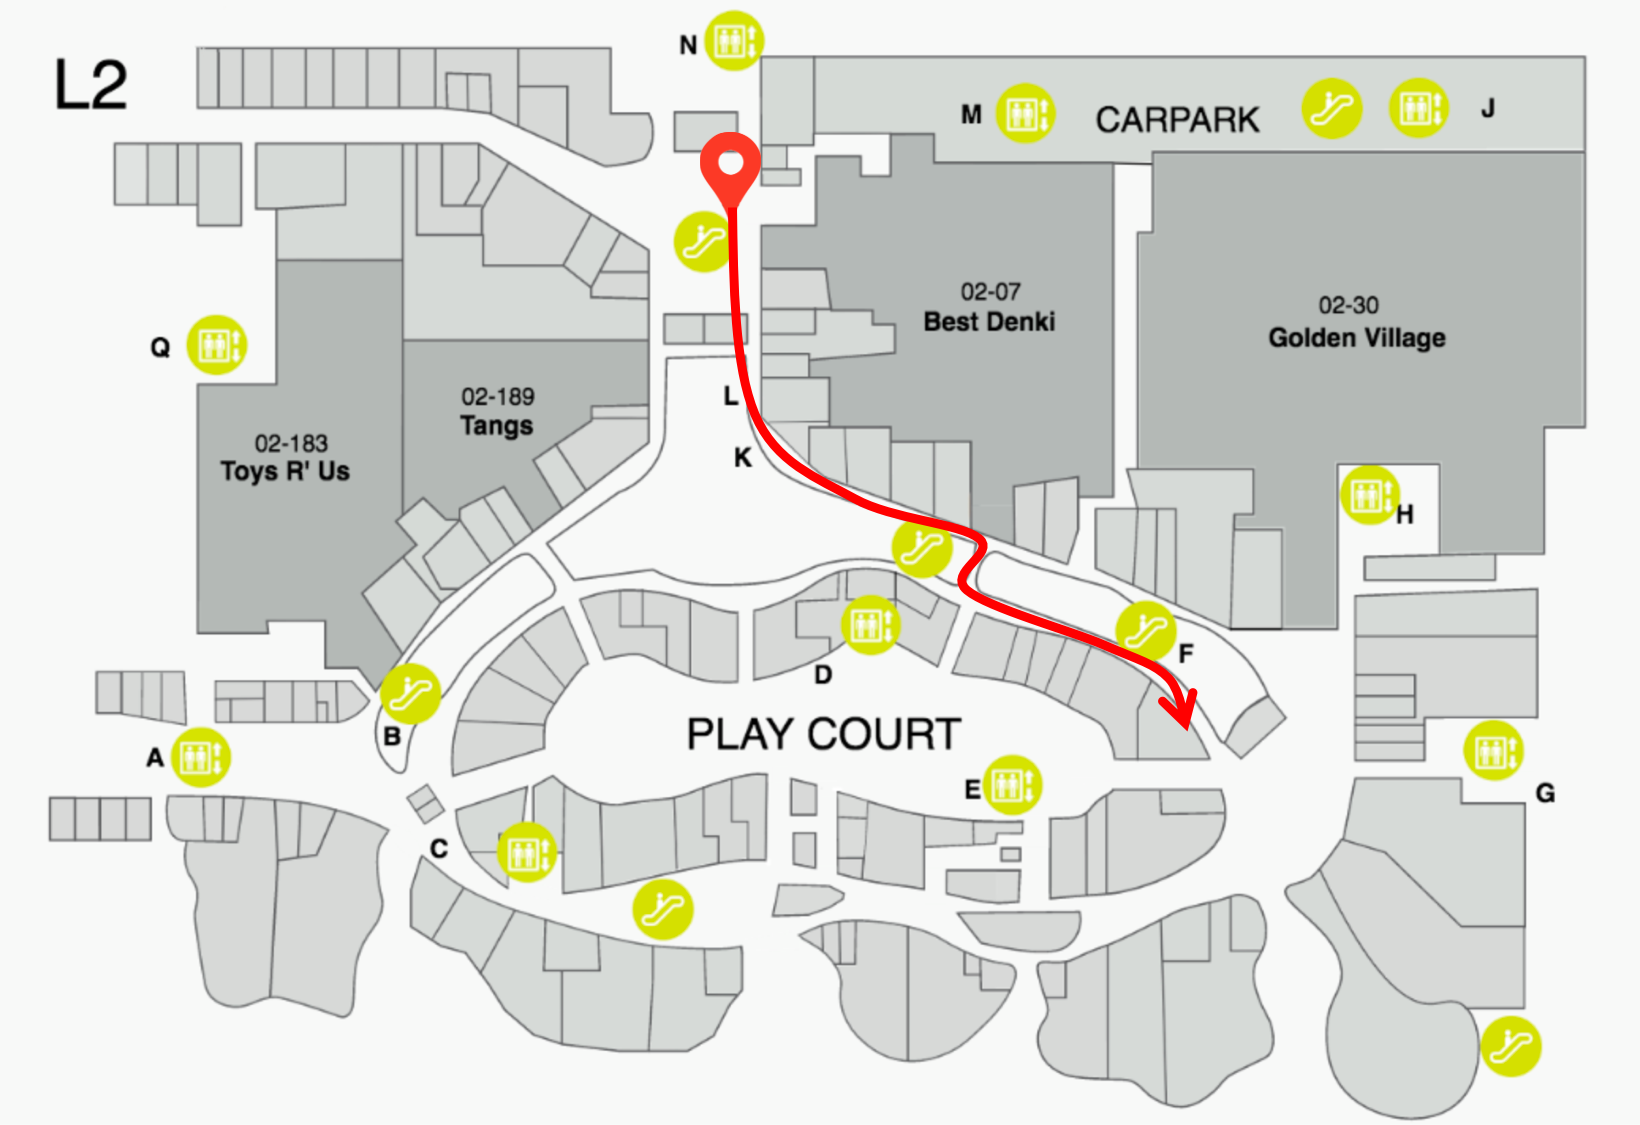 L2
N
M
CARPARK
J
02-07
Best Denki
02-30
Golden Village
Q
02-189
Tangs
L
02-183
Toys R' Us
K
H
F
D
B
PLAY COURT
A
E
G
C